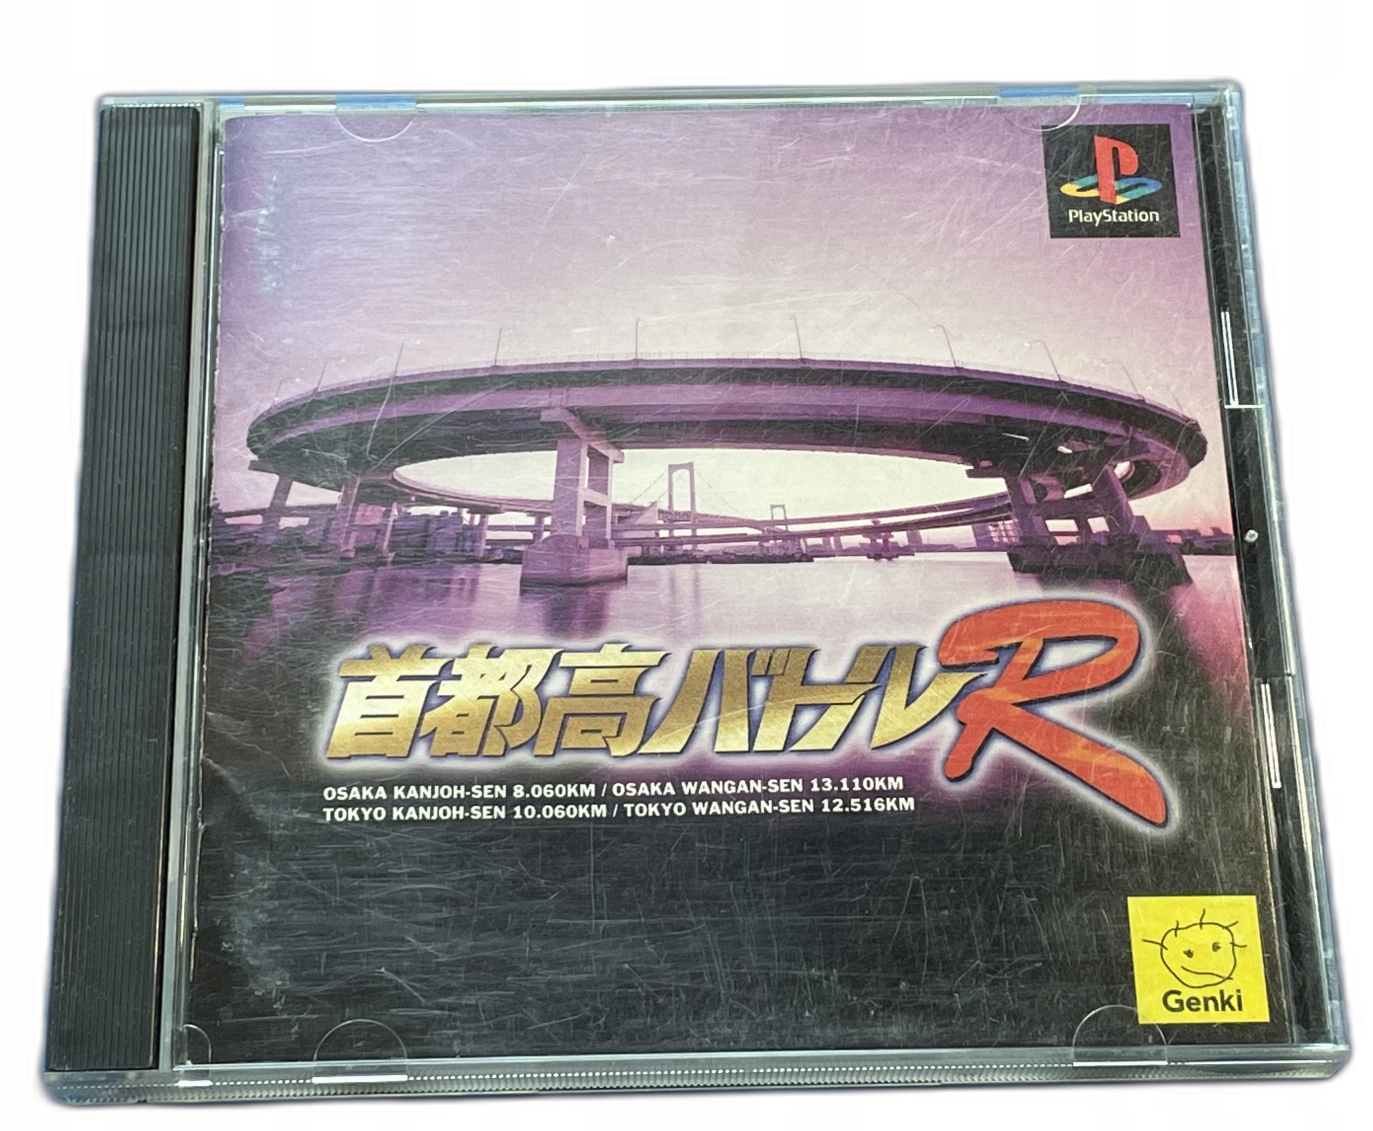 PlayStation
首都高バトルR
OSAKA KANJOH-SEN 8.060KM / OSAKA WANGAN-SEN 13.110KM
TOKYO KANJOH-SEN 10.060KM / TOKYO WANGAN-SEN 12.516KM
Genki